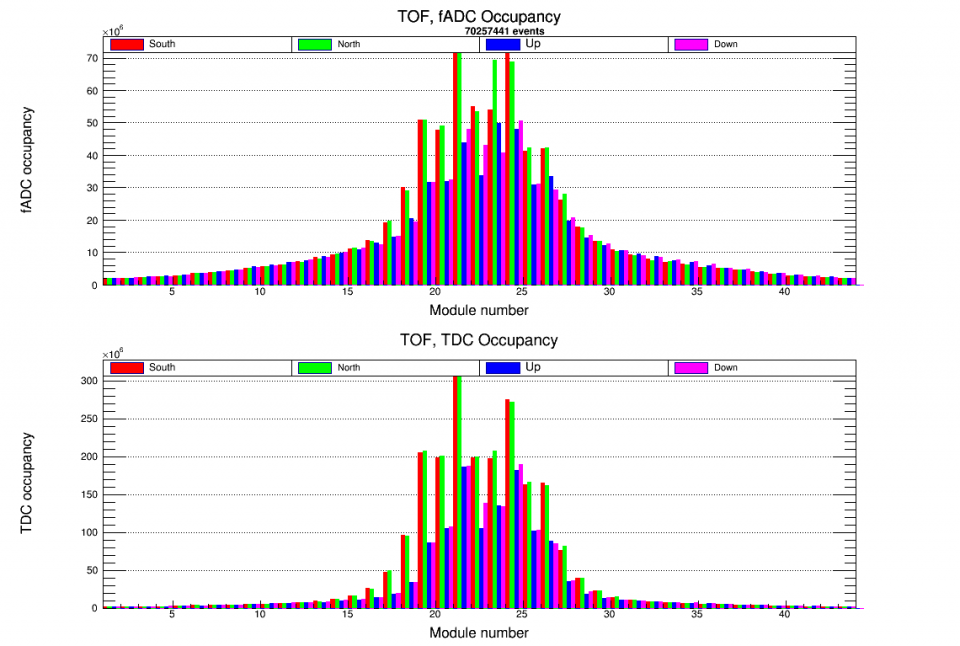 TOF, fADC Occupancy
70257441 events
×10⁶
South North Up Down
70
60
50
40
30
20
10
0
5 10 15 20 25 30 35 40
fADC occupancy
Module number
TOF, TDC Occupancy
×10⁶
South North Up Down
300
250
200
150
100
50
0
5 10 15 20 25 30 35 40
TDC occupancy
Module number